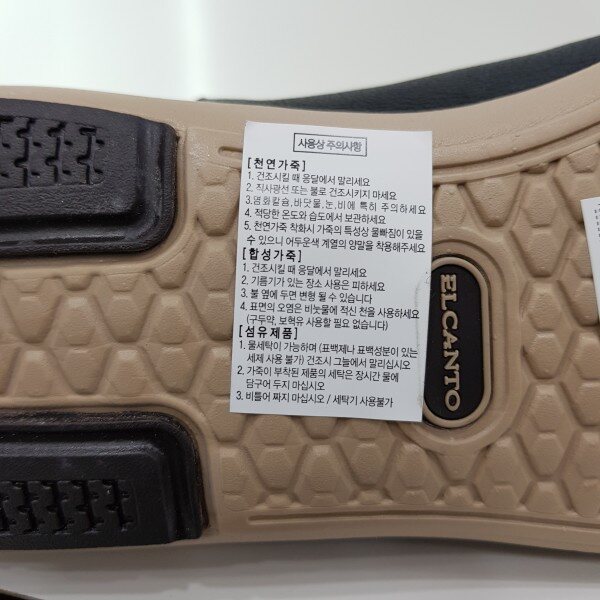 사용상 주의사항
[천연가죽]
1. 건조시킬 때 응달에서 말리세요
2. 직사광선 또는 불로 건조시키지 마세요
3.염화칼슘,바닷물,눈,비에 특히 주의하세요
4. 적당한 온도와 습도에서 보관하세요
5. 천연가죽 착화시 가죽의 특성상 물빠짐이 있을
수 있으니 어두운색 계열의 양말을 착용해주세요
[합성가죽]
1. 건조시킬 때 응달에서 말리세요
2. 기름기가 있는 장소 사용은 피하세요
3. 불 옆에 두면 변형 될 수 있습니다
4. 표면의 오염은 비눗물에 적신 천을 사용하세요
(구두약, 보혁유 사용할 필요 없습니다)
[섬유제품]
1. 물세탁이 가능하며 (표백제나 표백성분이 있는
세제 사용 불가) 건조시 그늘에서 말리십시오
2. 가죽이 부착된 제품의 세탁은 장시간 물에
담구어 두지 마십시오
3. 비틀어 짜지 마십시오 / 세탁기 사용불가
ELCANTO